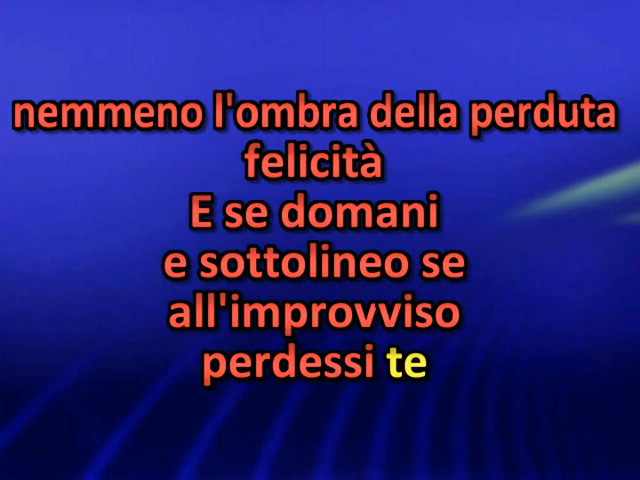 nemmeno l'ombra della perduta
felicità
E se domani
e sottolineo se
all'improvviso
perdessi te